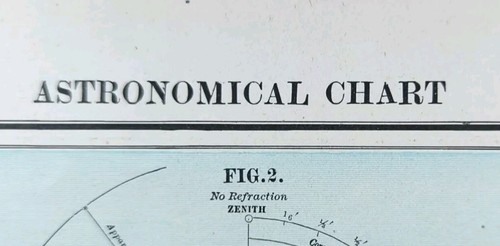 ASTRONOMICAL CHART
FIG.2.
No Refraction
ZENITH